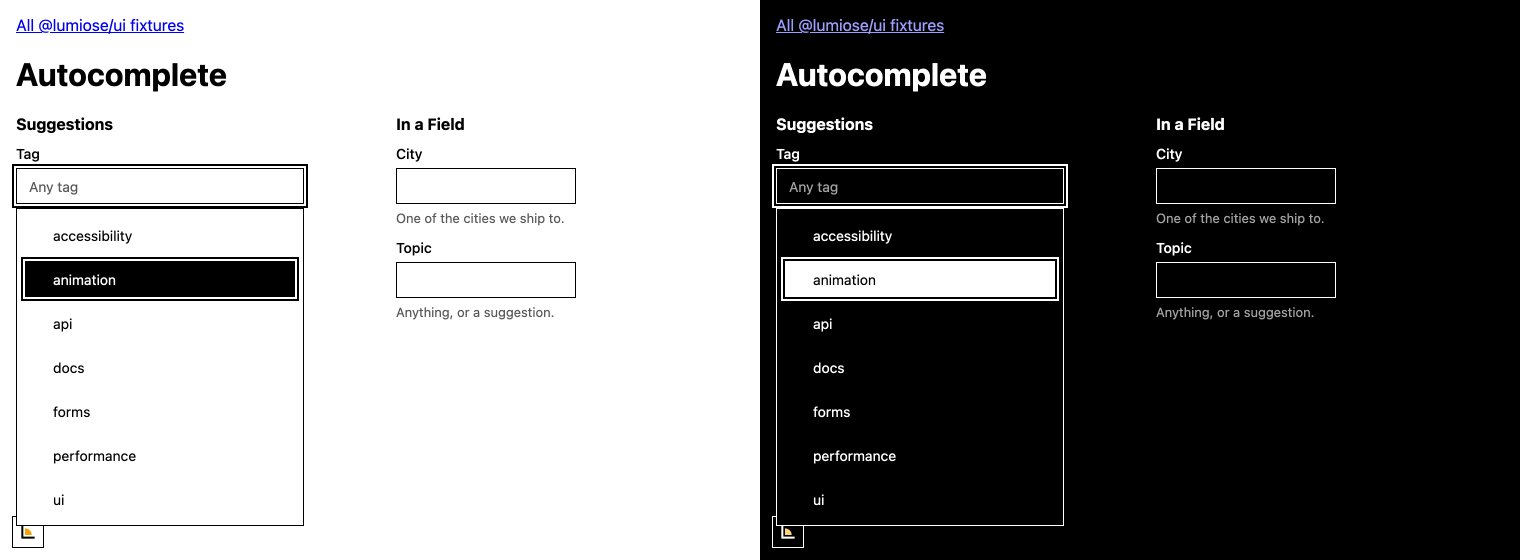 All @lumiose/ui fixtures
Autocomplete
Suggestions
Tag
Any tag
accessibility
animation
api
docs
forms
performance
ui
In a Field
City
One of the cities we ship to.
Topic
Anything, or a suggestion.
All @lumiose/ui fixtures
Autocomplete
Suggestions
Tag
Any tag
accessibility
animation
api
docs
forms
performance
ui
In a Field
City
One of the cities we ship to.
Topic
Anything, or a suggestion.